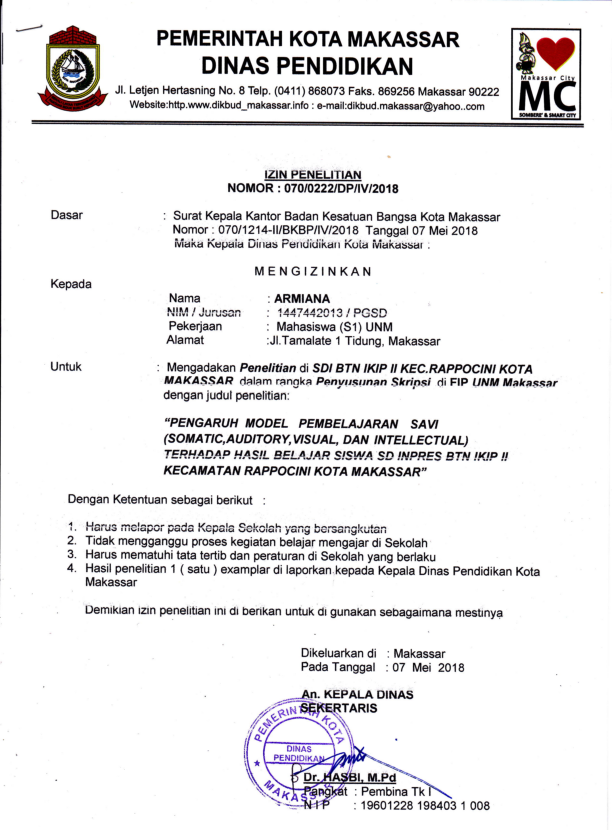 PEMERINTAH KOTA MAKASSAR
DINAS PENDIDIKAN
Jl. Letjen Hertasning No. 8 Telp. (0411) 868073 Faks. 869256 Makassar 90222
Website:http.www.dikbud_makassar.info : e-mail:dikbud.makassar@yahoo..com
Makassar City
MC
SOMBERE' & SMART CITY
IZIN PENELITIAN
NOMOR : 070/0222/DP/IV/2018
Dasar : Surat Kepala Kantor Badan Kesatuan Bangsa Kota Makassar
Nomor : 070/1214-II/BKBP/IV/2018 Tanggal 07 Mei 2018
Maka Kepala Dinas Pendidikan Kota Makassar :
M E N G I Z I N K A N
Kepada
Nama : ARMIANA
NIM / Jurusan : 1447442013 / PGSD
Pekerjaan : Mahasiswa (S1) UNM
Alamat :Jl.Tamalate 1 Tidung, Makassar
Untuk : Mengadakan Penelitian di SDI BTN IKIP II KEC.RAPPOCINI KOTA
MAKASSAR dalam rangka Penyusunan Skripsi di FIP UNM Makassar
dengan judul penelitian:
“PENGARUH MODEL PEMBELAJARAN SAVI
(SOMATIC,AUDITORY,VISUAL, DAN INTELLECTUAL)
TERHADAP HASIL BELAJAR SISWA SD INPRES BTN IKIP II
KECAMATAN RAPPOCINI KOTA MAKASSAR”
Dengan Ketentuan sebagai berikut :
1. Harus melapor pada Kepala Sekolah yang bersangkutan
2. Tidak mengganggu proses kegiatan belajar mengajar di Sekolah
3. Harus mematuhi tata tertib dan peraturan di Sekolah yang berlaku
4. Hasil penelitian 1 ( satu ) examplar di laporkan kepada Kepala Dinas Pendidikan Kota
Makassar
Demikian izin penelitian ini di berikan untuk di gunakan sebagaimana mestinya
Dikeluarkan di : Makassar
Pada Tanggal : 07 Mei 2018
An. KEPALA DINAS
SEKERTARIS
PEMERINTAH KOTA
DINAS
PENDIDIKAN
MAKASSAR
Dr. HASBI, M.Pd
Pangkat : Pembina Tk I
N I P : 19601228 198403 1 008